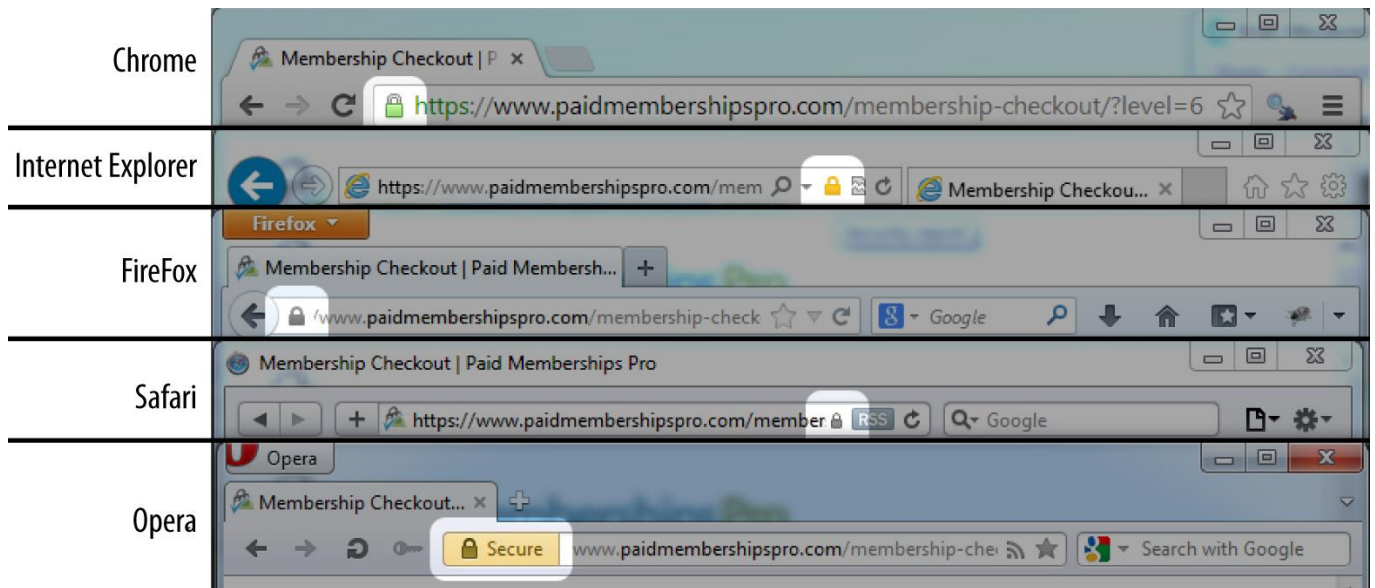 Chrome
Membership Checkout | P
https://www.paidmembershipspro.com/membership-checkout/?level=6
Internet Explorer
https://www.paidmembershipspro.com/mem
Membership Checkou...
Firefox
FireFox
Membership Checkout | Paid Membersh...
/www.paidmembershipspro.com/membership-check
8
Google
Safari
Membership Checkout | Paid Memberships Pro
https://www.paidmembershipspro.com/member
RSS
Google
Opera
Opera
Membership Checkout...
Secure
www.paidmembershipspro.com/membership-che
Search with Google